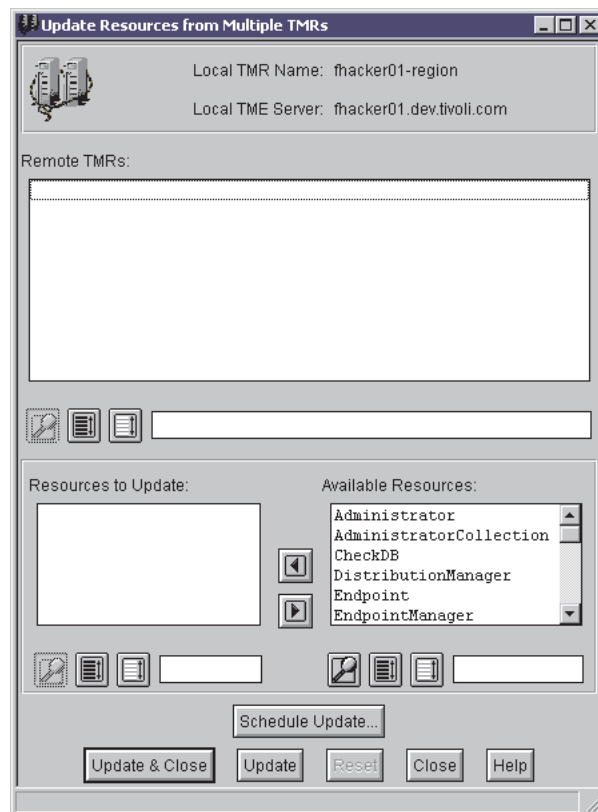 Update Resources from Multiple TMRs
Local TMR Name: fhacker01-region
Local TME Server: fhacker01.dev.tivoli.com
Remote TMRs:
Resources to Update:
Available Resources:
Administrator
AdministratorCollection
CheckDB
DistributionManager
Endpoint
EndpointManager
Schedule Update...
Update & Close
Update
Reset
Close
Help